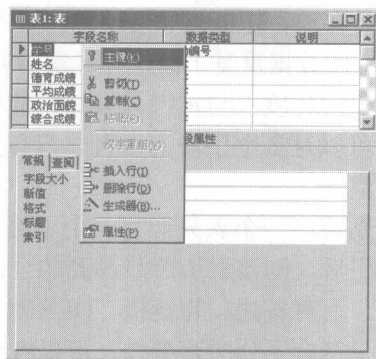 表1:表
字段名称 数据类型 说明
学号 编号
姓名
德育成绩
平均成绩
政治面貌
综合成绩
主键(K)
剪切(T)
复制(C)
粘贴(P)
汉字重组(V)
插入行(I)
删除行(D)
生成器(B)...
属性(P)
段属性
常规 查阅
字段大小
新值
格式
标题
索引